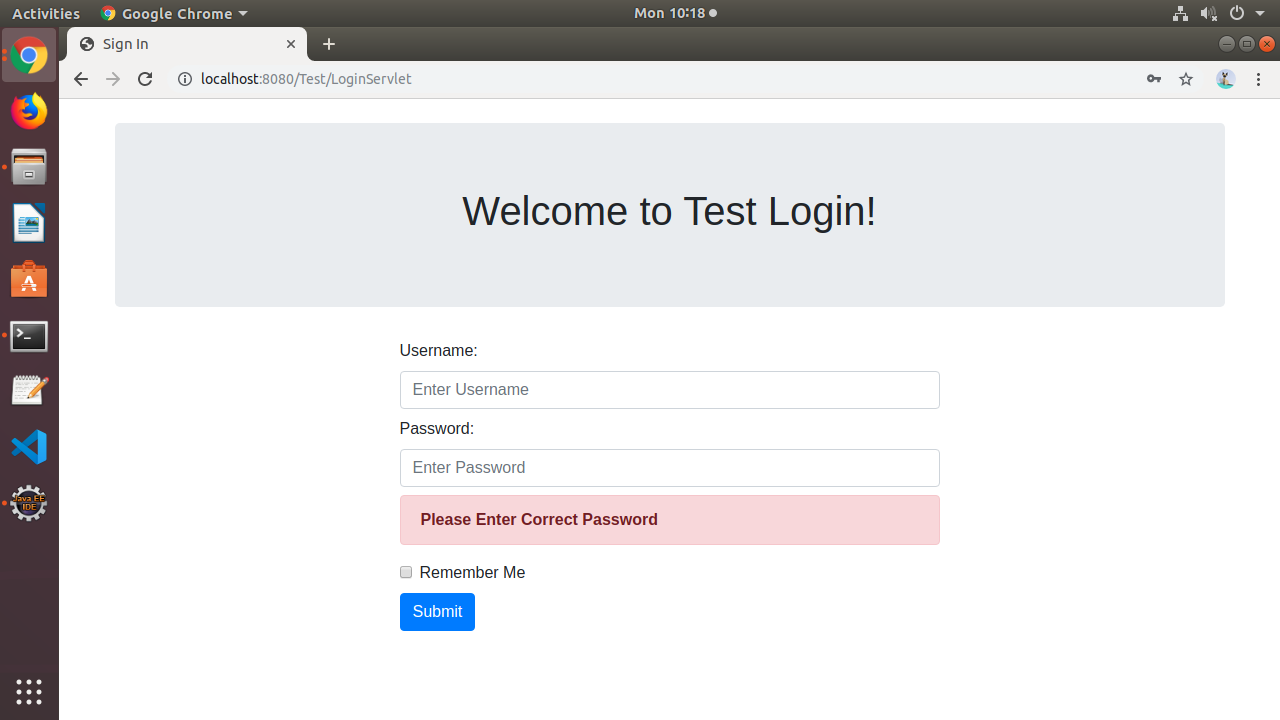 Activities Google Chrome Mon 10:18
Sign In
localhost:8080/Test/LoginServlet
Welcome to Test Login!
Username:
Enter Username
Password:
Enter Password
Please Enter Correct Password
Remember Me
Submit
Java EE
IDE